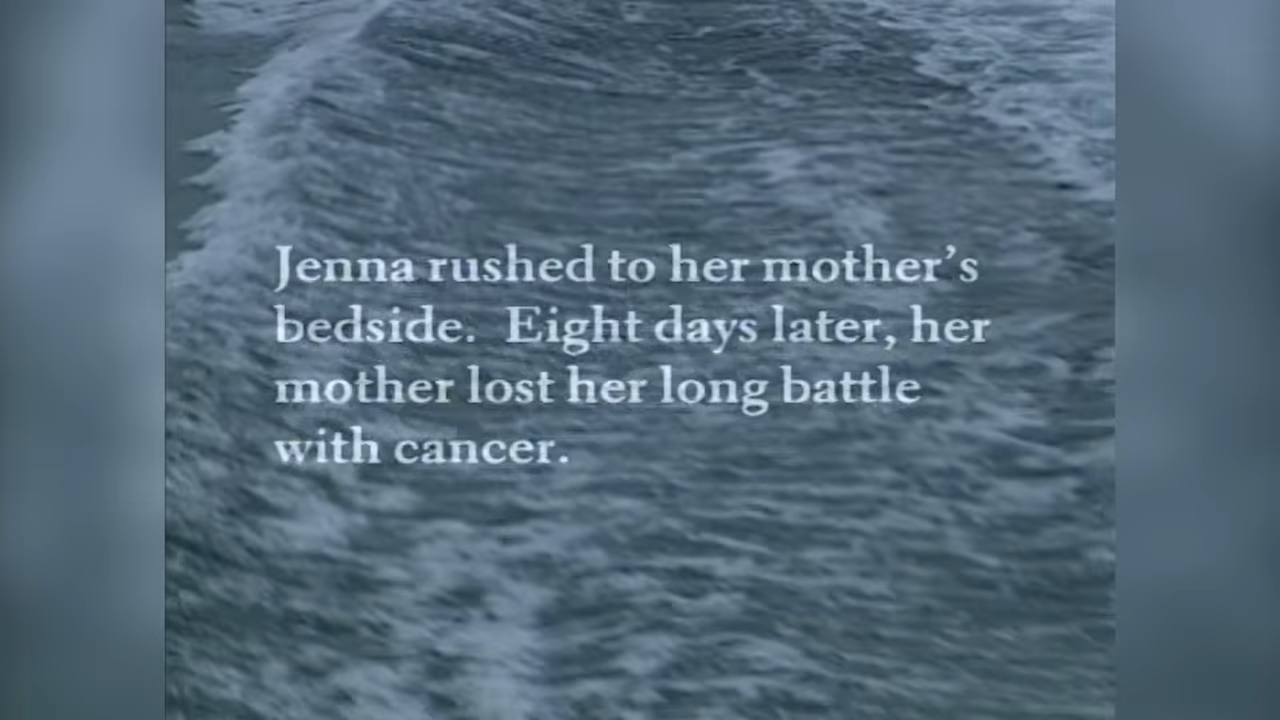 Jenna rushed to her mother’s
bedside.  Eight days later, her
mother lost her long battle
with cancer.